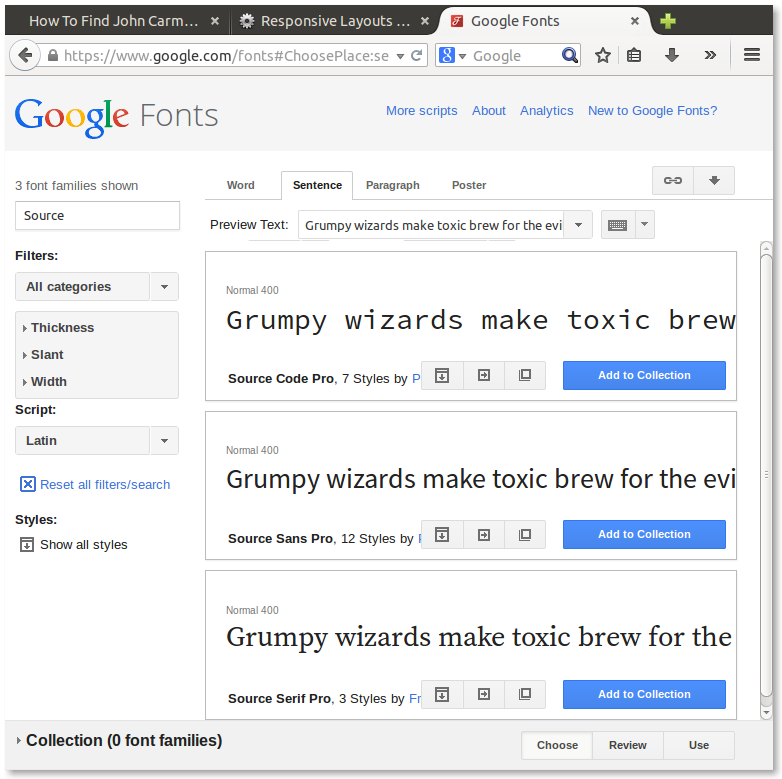 How To Find John Carm...
Responsive Layouts ...
Google Fonts
https://www.google.com/fonts#ChoosePlace:se
Google
Google Fonts
More scripts About Analytics New to Google Fonts?
3 font families shown
Source
Word Sentence Paragraph Poster
Preview Text: Grumpy wizards make toxic brew for the evi
Filters:
All categories
Thickness
Slant
Width
Script:
Latin
Reset all filters/search
Styles:
Show all styles
Normal 400
Grumpy wizards make toxic brew
Source Code Pro, 7 Styles by P
Add to Collection
Normal 400
Grumpy wizards make toxic brew for the evi
Source Sans Pro, 12 Styles by
Add to Collection
Normal 400
Grumpy wizards make toxic brew for the
Source Serif Pro, 3 Styles by Fr
Add to Collection
Collection (0 font families)
Choose Review Use